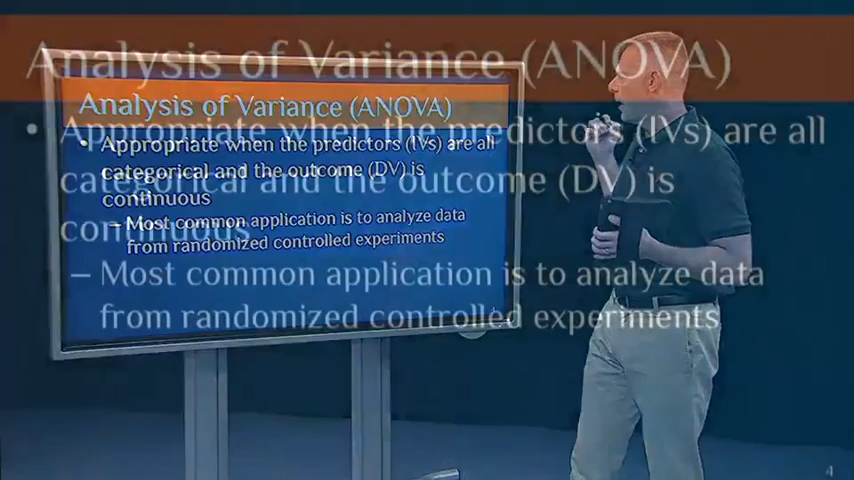 Analysis of Variance (ANOVA)
• Appropriate when the predictors (IVs) are all
categorical and the outcome (DV) is
continuous
– Most common application is to analyze data
from randomized controlled experiments
Analysis of Variance (ANOVA)
• Appropriate when the predictors (IVs) are all
categorical and the outcome (DV) is
continuous
– Most common application is to analyze data
from randomized controlled experiments
4